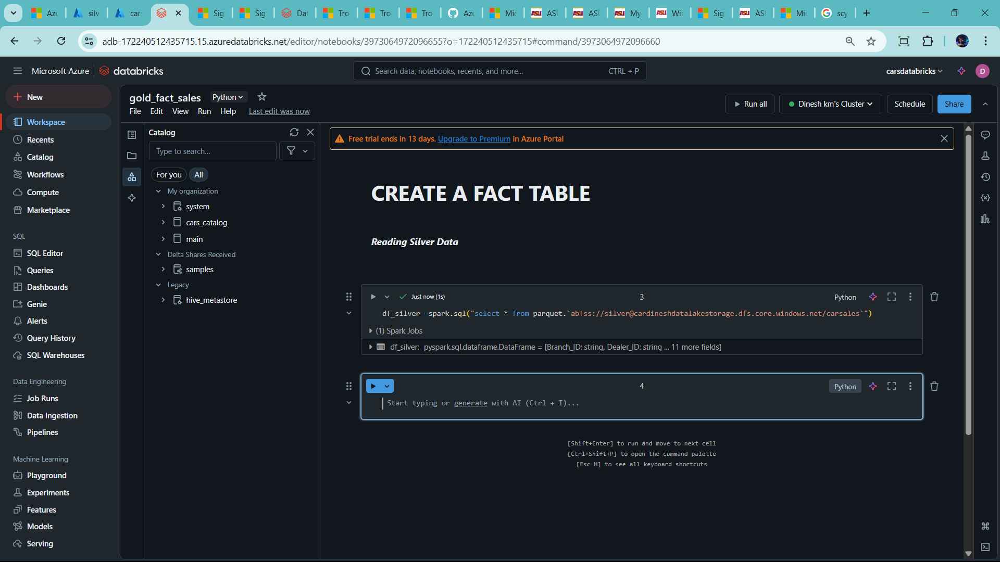 Azu
silv
car
Sig
Sig
Dat
Tro
Tro
Tro
Azu
Mic
ASU
ASU
My
Win
Sig
ASU
Mic
scy
adb-172240512435715.15.azuredatabricks.net/editor/notebooks/3973064972096655?o=172240512435715#command/3973064972096660
Microsoft Azure
databricks
Search data, notebooks, recents, and more...
CTRL + P
carsdatabricks
D
New
Workspace
Recents
Catalog
Workflows
Compute
Marketplace
SQL
SQL Editor
Queries
Dashboards
Genie
Alerts
Query History
SQL Warehouses
Data Engineering
Job Runs
Data Ingestion
Pipelines
Machine Learning
Playground
Experiments
Features
Models
Serving
gold_fact_sales
Python
File Edit View Run Help Last edit was now
Run all
Dinesh km's Cluster
Schedule
Share
Catalog
Type to search...
For you
All
My organization
system
cars_catalog
main
Delta Shares Received
samples
Legacy
hive_metastore
Free trial ends in 13 days. Upgrade to Premium in Azure Portal
CREATE A FACT TABLE
Reading Silver Data
Just now (1s)
3
Python
df_silver =spark.sql("select * from parquet.`abfss://silver@cardineshdatalakestorage.dfs.core.windows.net/carsales`")
(1) Spark Jobs
df_silver: pyspark.sql.dataframe.DataFrame = [Branch_ID: string, Dealer_ID: string ... 11 more fields]
4
Python
Start typing or generate with AI (Ctrl + I)...
[Shift+Enter] to run and move to next cell
[Ctrl+Shift+P] to open the command palette
[Esc H] to see all keyboard shortcuts